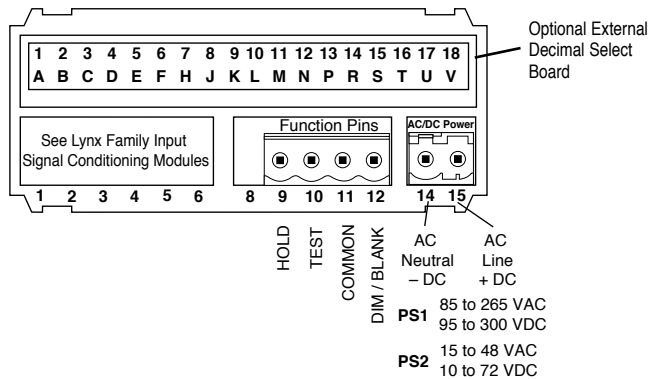 Optional External
Decimal Select
Board
1 2 3 4 5 6 7 8 9 10 11 12 13 14 15 16 17 18
A B C D E F H J K L M N P R S T U V
See Lynx Family Input
Signal Conditioning Modules
Function Pins
AC/DC Power
1 2 3 4 5 6 8 9 10 11 12 14 15
HOLD
TEST
COMMON
DIM / BLANK
AC
Neutral
– DC
AC
Line
+ DC
PS1 85 to 265 VAC
95 to 300 VDC
PS2 15 to 48 VAC
10 to 72 VDC